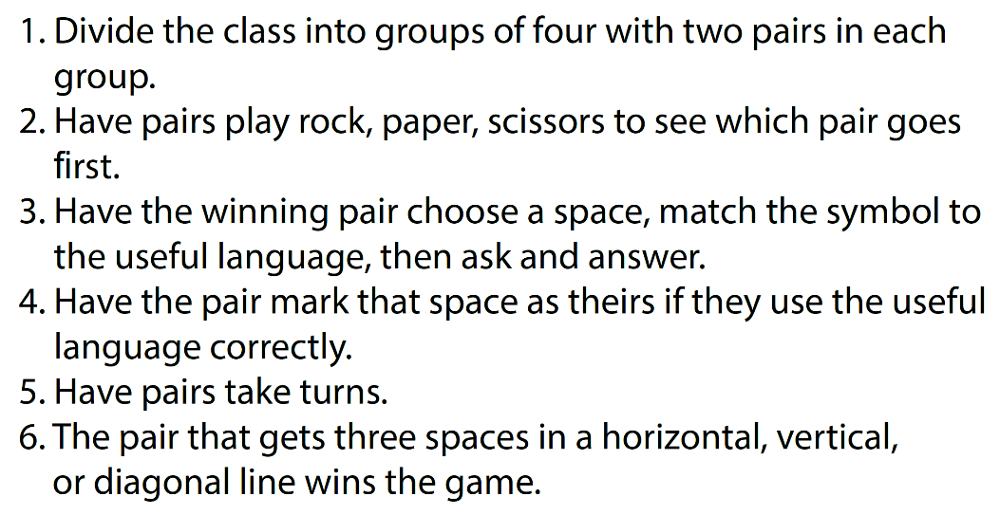 1. Divide the class into groups of four with two pairs in each
group.
2. Have pairs play rock, paper, scissors to see which pair goes
first.
3. Have the winning pair choose a space, match the symbol to
the useful language, then ask and answer.
4. Have the pair mark that space as theirs if they use the useful
language correctly.
5. Have pairs take turns.
6. The pair that gets three spaces in a horizontal, vertical,
or diagonal line wins the game.